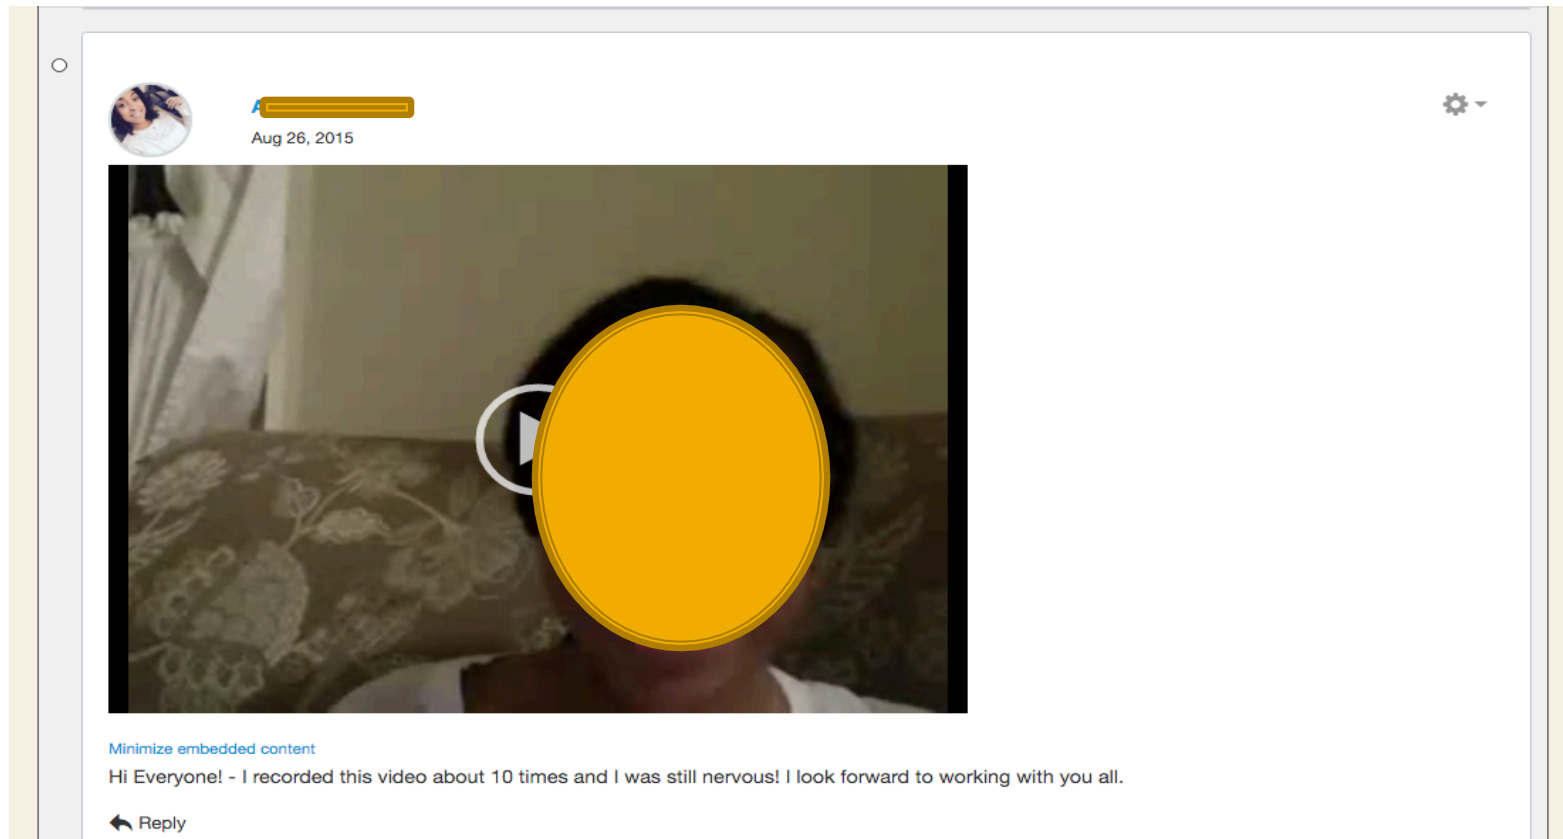 A
Aug 26, 2015
Minimize embedded content
Hi Everyone! - I recorded this video about 10 times and I was still nervous! I look forward to working with you all.
Reply